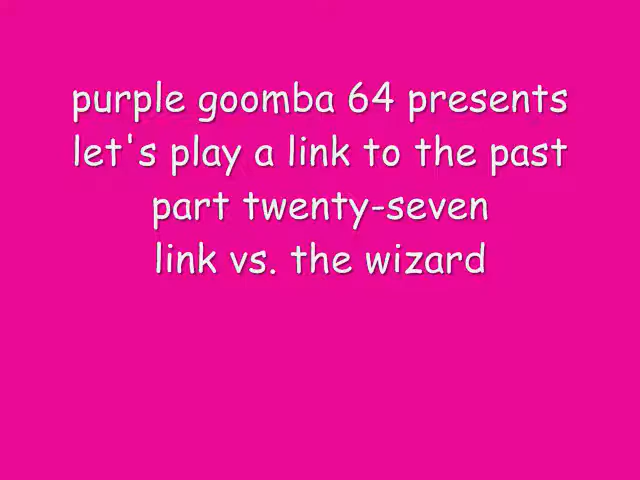 purple goomba 64 presents
let's play a link to the past
part twenty-seven
link vs. the wizard